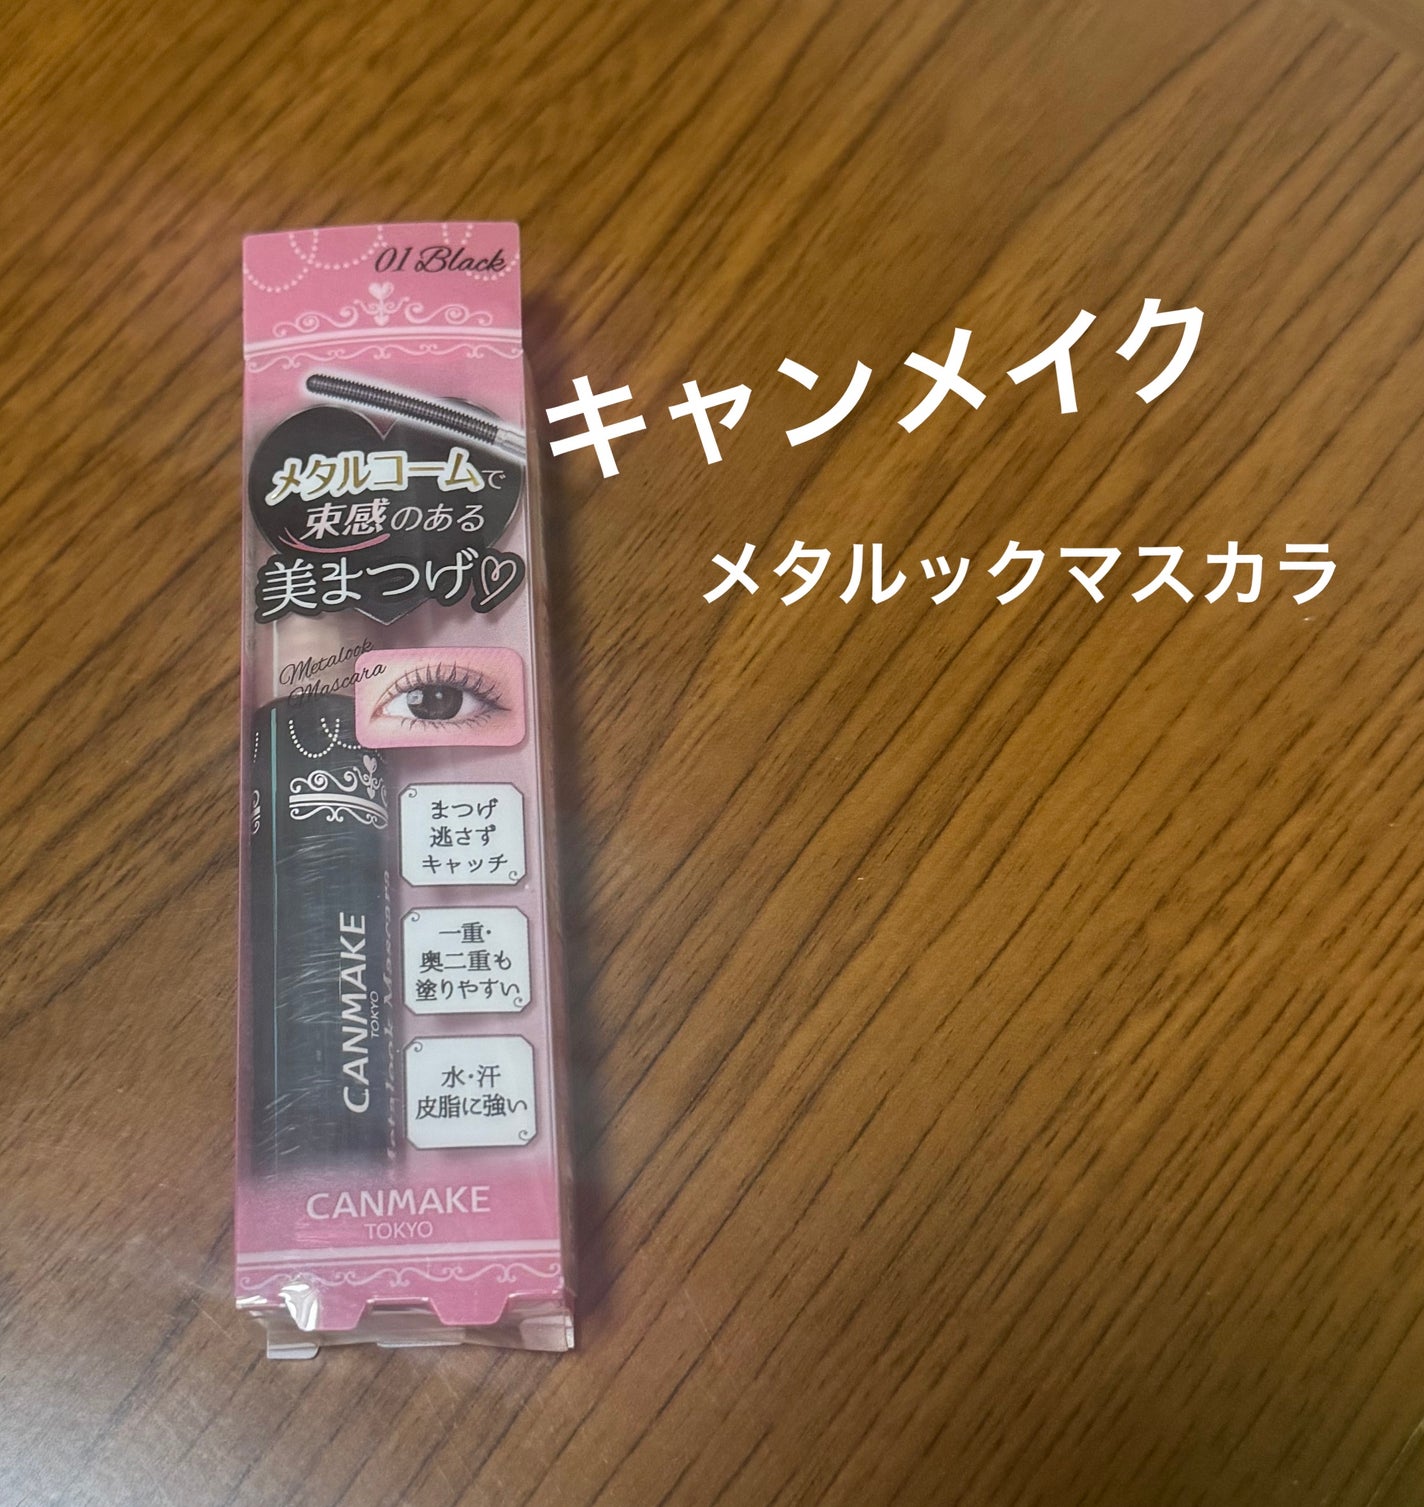 01 Black
メタルコームで
束感のある
美まつげ♡
Metalook
Mascara
まつげ
逃さず
キャッチ
一重・
奥二重も
塗りやすい
水・汗
皮脂に強い
CANMAKE
TOKYO
Metalook Mascara
CANMAKE
TOKYO
キャンメイク
メタルックマスカラ